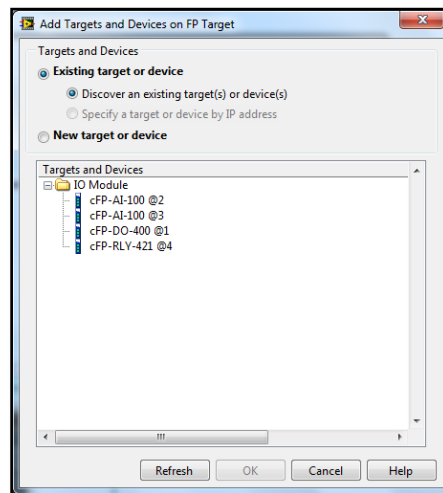 Add Targets and Devices on FP Target
Targets and Devices
Existing target or device
Discover an existing target(s) or device(s)
Specify a target or device by IP address
New target or device
Targets and Devices
IO Module
cFP-AI-100 @2
cFP-AI-100 @3
cFP-DO-400 @1
cFP-RLY-421 @4
Refresh OK Cancel Help